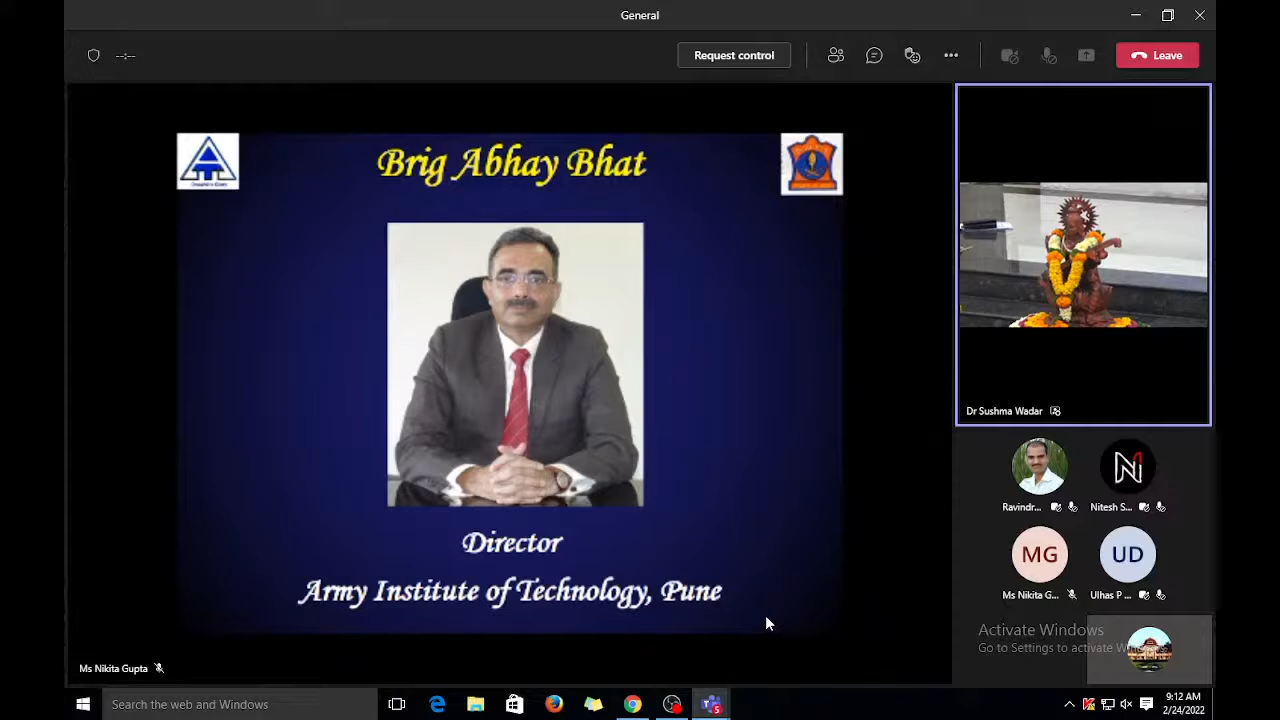 General
Request control
Leave
Brig Abhay Bhat
Director
Army Institute of Technology, Pune
Ms Nikita Gupta
Dr Sushma Wadar
Ravindr...
Nitesh S...
MG
UD
Ms Nikita G...
Ulhas P ...
Activate Windows
Go to Settings to activate
Search the web and Windows
9:12 AM
2/24/2022